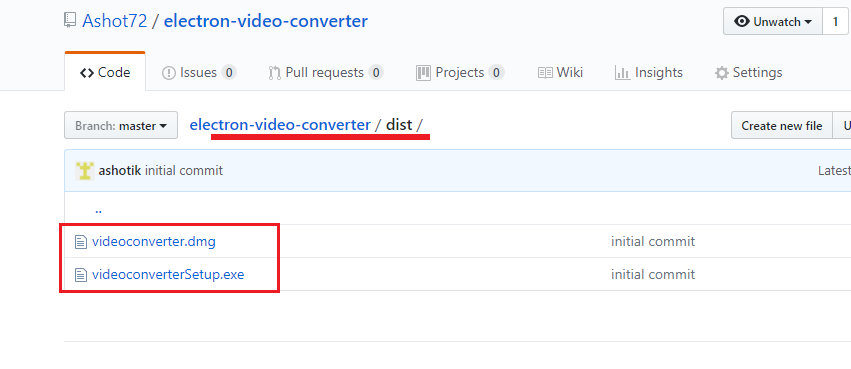 Ashot72 / electron-video-converter
Unwatch 1
Code Issues 0 Pull requests 0 Projects 0 Wiki Insights Settings
Branch: master electron-video-converter / dist / Create new file U
ashotik initial commit Latest
..
videoconverter.dmg initial commit
videoconverterSetup.exe initial commit